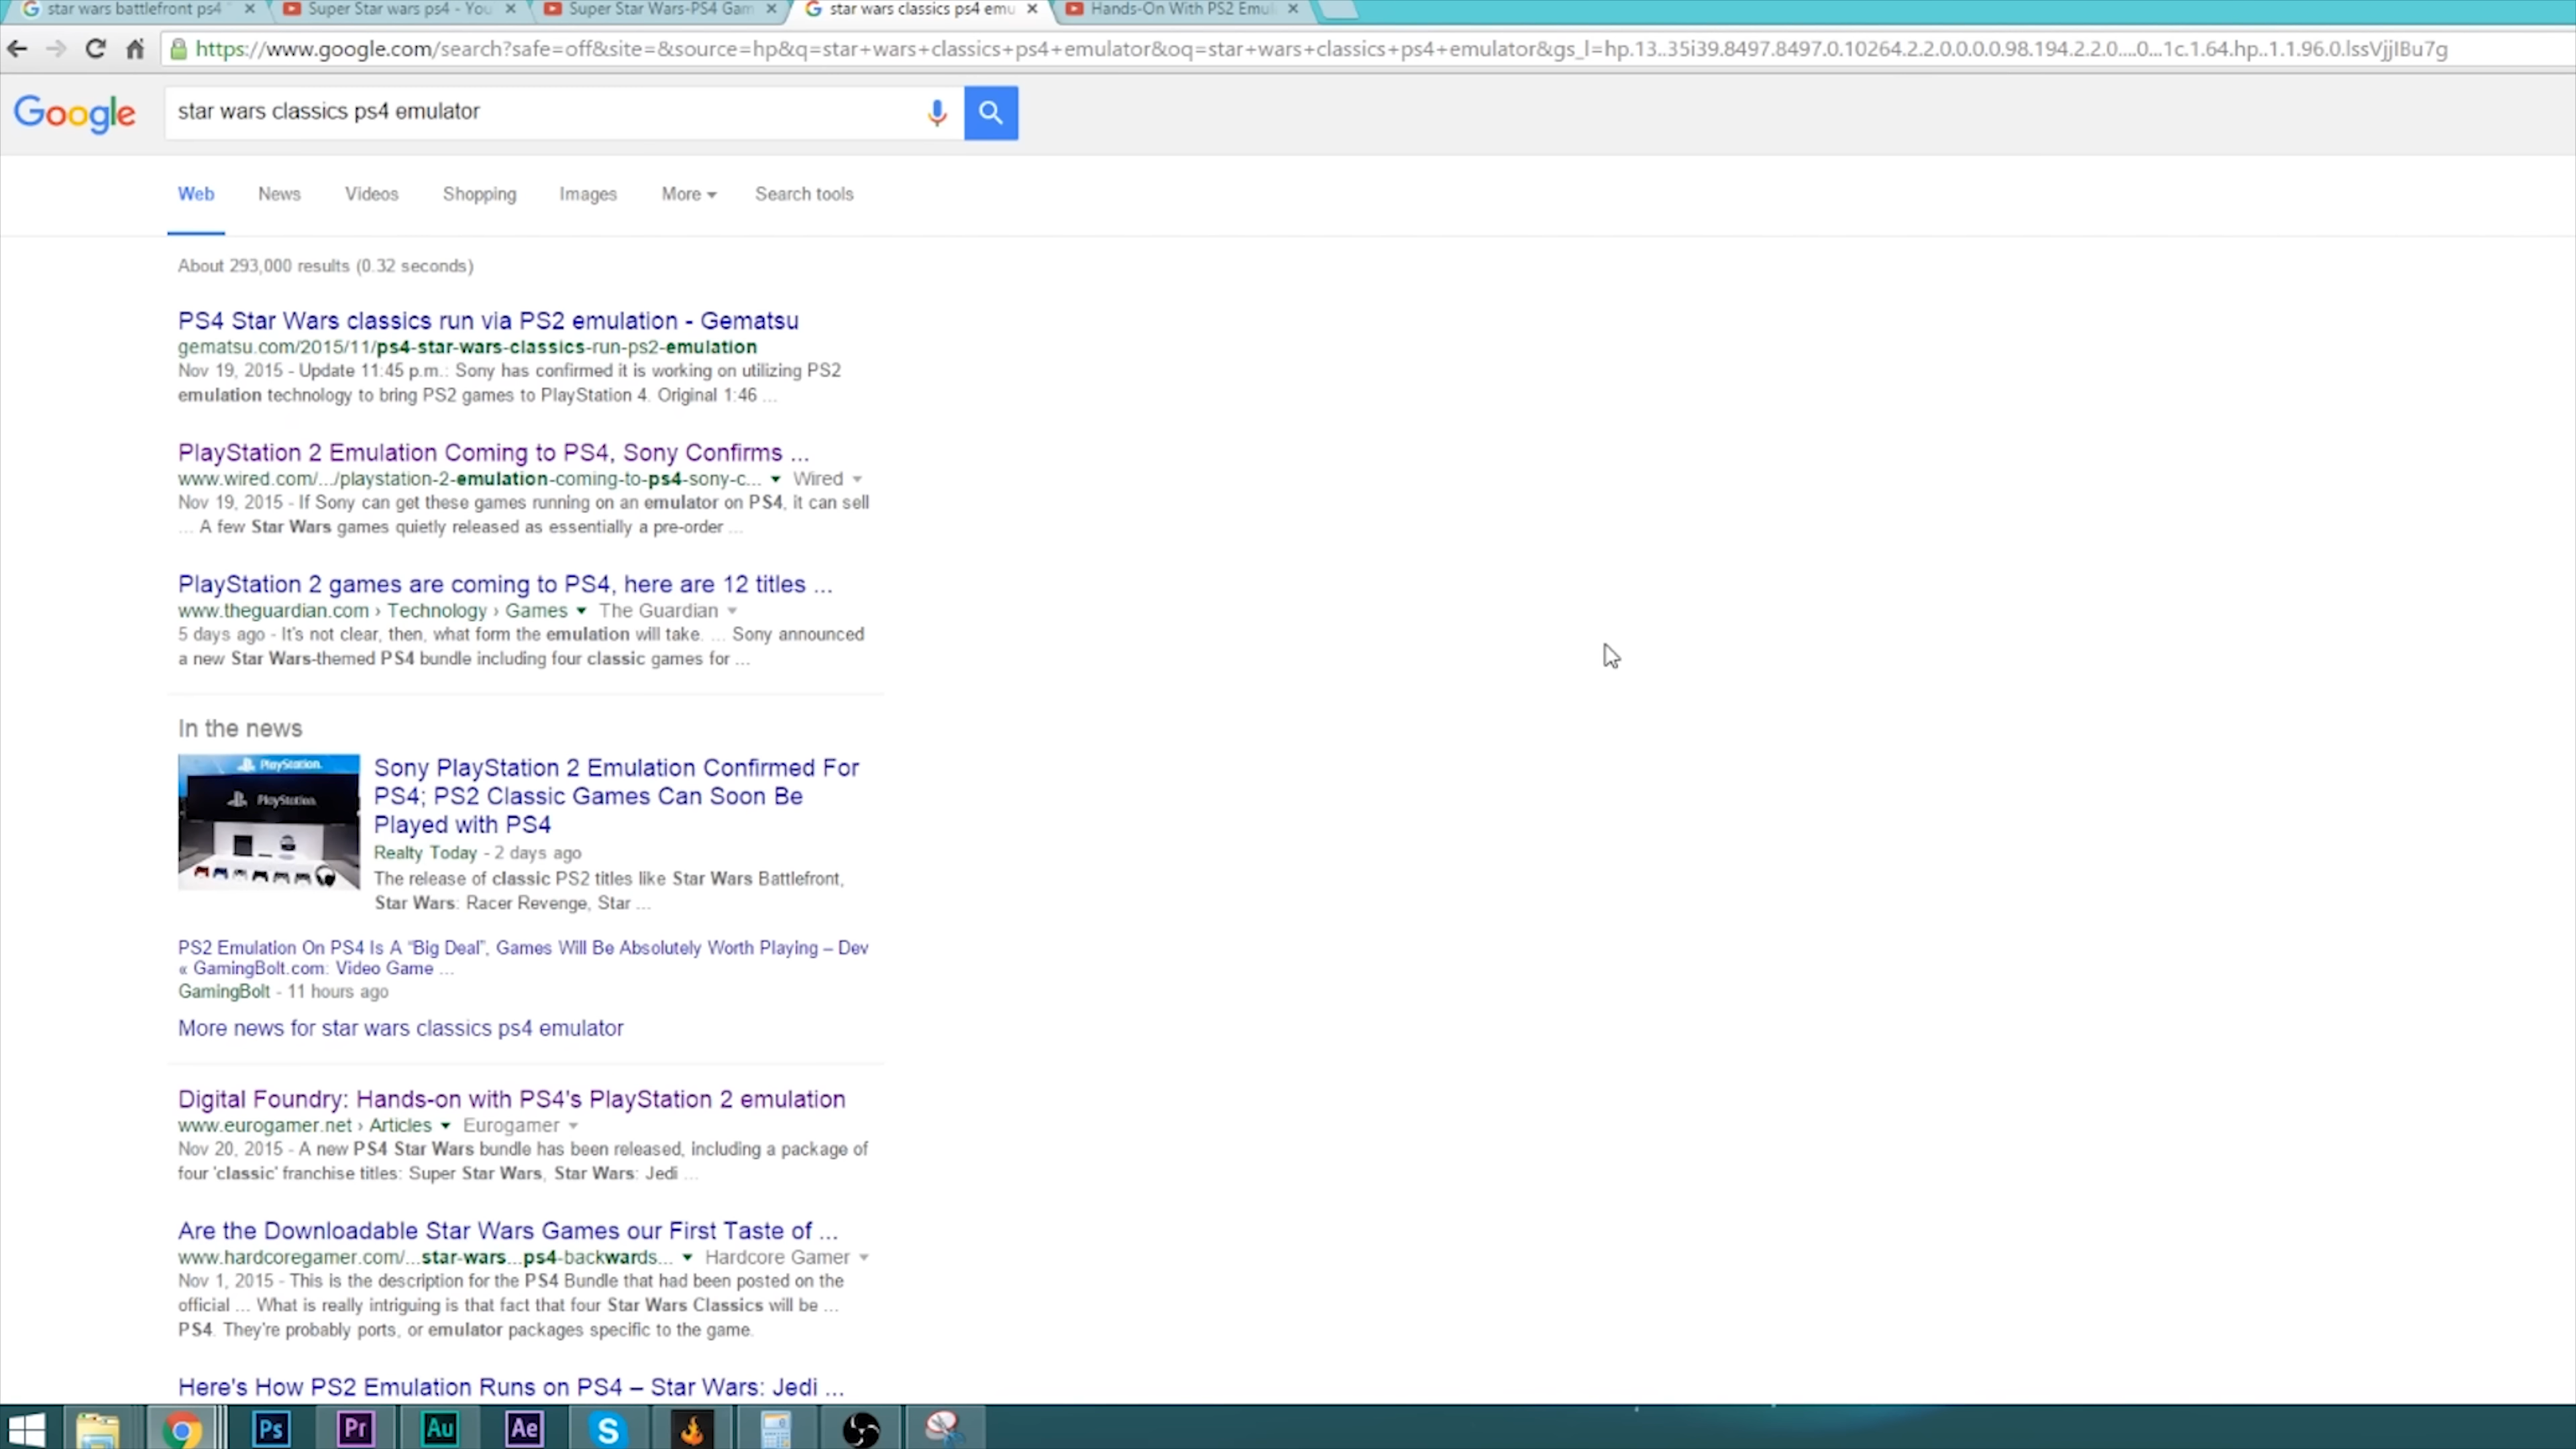 star wars battlefront ps4
Super Star wars ps4 - You
Super Star Wars-PS4 Gam
star wars classics ps4 emu
Hands-On With PS2 Emul
https://www.google.com/search?safe=off&site=&source=hp&q=star+wars+classics+ps4+emulator&oq=star+wars+classics+ps4+emulator&gs_l=hp.13..35i39.8497.8497.0.10264.2.2.0.0.0.0.98.194.2.2.0....0...1c.1.64.hp..1.1.96.0.lssVjjIBu7g
Google
star wars classics ps4 emulator
Web News Videos Shopping Images More Search tools
About 293,000 results (0.32 seconds)
PS4 Star Wars classics run via PS2 emulation - Gematsu
gematsu.com/2015/11/ps4-star-wars-classics-run-ps2-emulation
Nov 19, 2015 - Update 11:45 p.m.: Sony has confirmed it is working on utilizing PS2
emulation technology to bring PS2 games to PlayStation 4. Original 1:46 ...
PlayStation 2 Emulation Coming to PS4, Sony Confirms ...
www.wired.com/.../playstation-2-emulation-coming-to-ps4-sony-c... Wired
Nov 19, 2015 - If Sony can get these games running on an emulator on PS4, it can sell
... A few Star Wars games quietly released as essentially a pre-order ...
PlayStation 2 games are coming to PS4, here are 12 titles ...
www.theguardian.com › Technology › Games The Guardian
5 days ago - It's not clear, then, what form the emulation will take. ... Sony announced
a new Star Wars-themed PS4 bundle including four classic games for ...
In the news
PlayStation.
PlayStation
Sony PlayStation 2 Emulation Confirmed For
PS4; PS2 Classic Games Can Soon Be
Played with PS4
Realty Today - 2 days ago
The release of classic PS2 titles like Star Wars Battlefront,
Star Wars: Racer Revenge, Star ...
PS2 Emulation On PS4 Is A "Big Deal", Games Will Be Absolutely Worth Playing – Dev
« GamingBolt.com: Video Game ...
GamingBolt - 11 hours ago
More news for star wars classics ps4 emulator
Digital Foundry: Hands-on with PS4's PlayStation 2 emulation
www.eurogamer.net › Articles Eurogamer
Nov 20, 2015 - A new PS4 Star Wars bundle has been released, including a package of
four 'classic' franchise titles: Super Star Wars, Star Wars: Jedi ...
Are the Downloadable Star Wars Games our First Taste of ...
www.hardcoregamer.com/...star-wars...ps4-backwards... Hardcore Gamer
Nov 1, 2015 - This is the description for the PS4 Bundle that had been posted on the
official ... What is really intriguing is that fact that four Star Wars Classics will be ...
PS4. They're probably ports, or emulator packages specific to the game.
Here's How PS2 Emulation Runs on PS4 – Star Wars: Jedi ...
Ps Pr Au Ae S